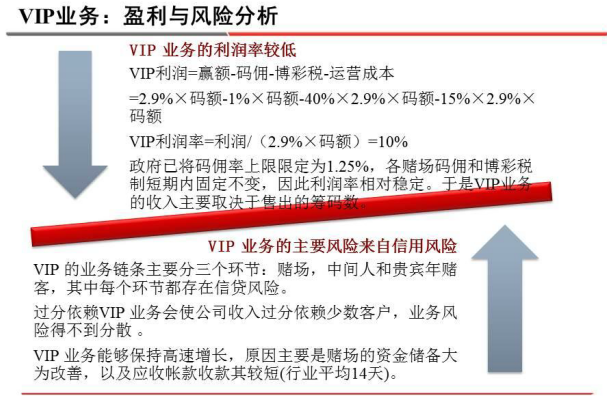 VIP业务：盈利与风险分析
VIP 业务的利润率较低
VIP利润=赢额-码佣-博彩税-运营成本
=2.9%×码额-1%×码额-40%×2.9%×码额-15%×2.9%×
码额
VIP利润率=利润/（2.9%×码额）=10%
政府已将码佣率上限限定为1.25%，各赌场码佣和博彩税
制短期内固定不变，因此利润率相对稳定。于是VIP业务
的收入主要取决于售出的筹码数。
VIP 业务的主要风险来自信用风险
VIP 的业务链条主要分三个环节：赌场，中间人和贵宾年赌
客，其中每个环节都存在信贷风险。
过分依赖VIP 业务会使公司收入过分依赖少数客户，业务风
险得不到分散 。
VIP 业务能够保持高速增长，原因主要是赌场的资金储备大
为改善，以及应收帐款收款其较短(行业平均14天)。